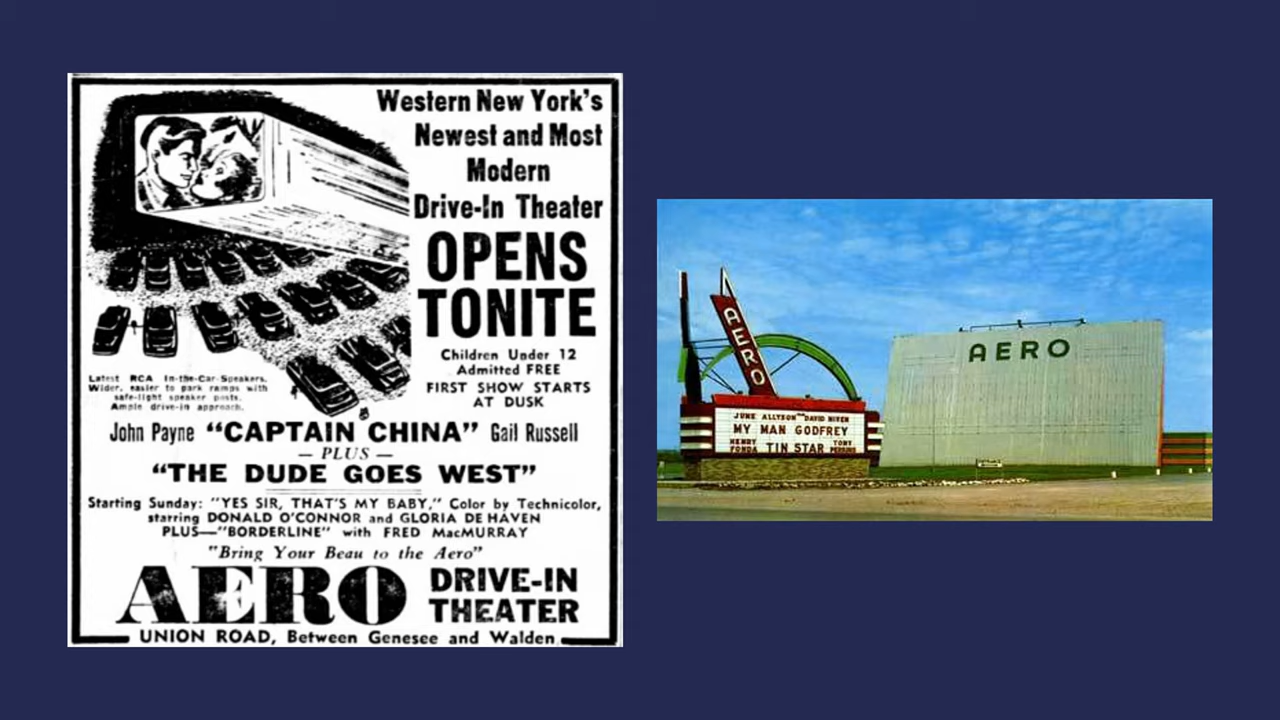 Western New York's
Newest and Most
Modern
Drive-In Theater
OPENS
TONITE
Children Under 12
Admitted FREE
FIRST SHOW STARTS
AT DUSK
Latest RCA In-the-Car-Speakers.
Wider, easier to park ramps with
safe-light speaker posts.
Ample drive-in approach.
John Payne "CAPTAIN CHINA" Gail Russell
— PLUS —
"THE DUDE GOES WEST"
Starting Sunday: "YES SIR, THAT'S MY BABY," Color by Technicolor,
starring DONALD O'CONNOR and GLORIA DE HAVEN
PLUS—"BORDERLINE" with FRED MacMURRAY
"Bring Your Beau to the Aero"
AERO DRIVE-IN
THEATER
UNION ROAD, Between Genesee and Walden
AERO
JUNE ALLYSON AND DAVID NIVEN
MY MAN GODFREY
HENRY FONDA TIN STAR TONY PERKINS
AERO